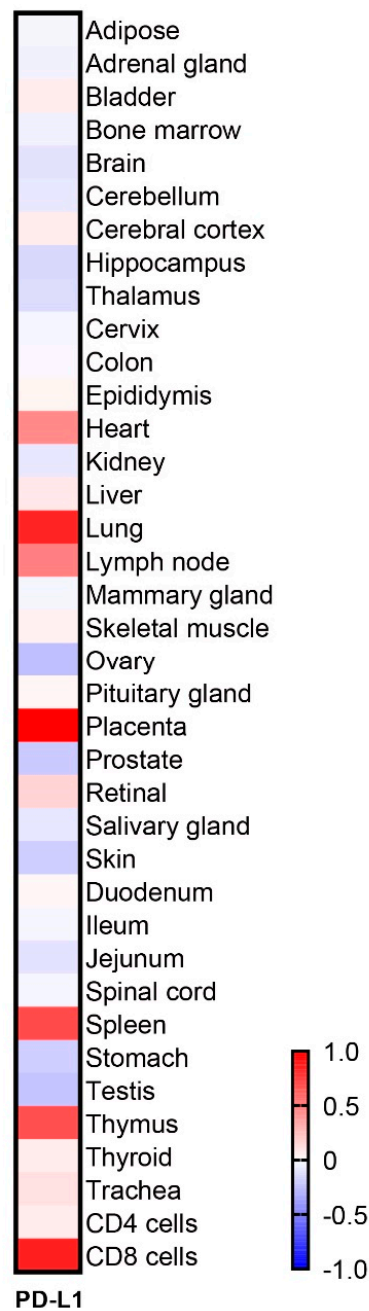 Adipose
Adrenal gland
Bladder
Bone marrow
Brain
Cerebellum
Cerebral cortex
Hippocampus
Thalamus
Cervix
Colon
Epididymis
Heart
Kidney
Liver
Lung
Lymph node
Mammary gland
Skeletal muscle
Ovary
Pituitary gland
Placenta
Prostate
Retinal
Salivary gland
Skin
Duodenum
Ileum
Jejunum
Spinal cord
Spleen
Stomach
Testis
Thymus
Thyroid
Trachea
CD4 cells
CD8 cells
PD-L1
1.0
0.5
0
-0.5
-1.0